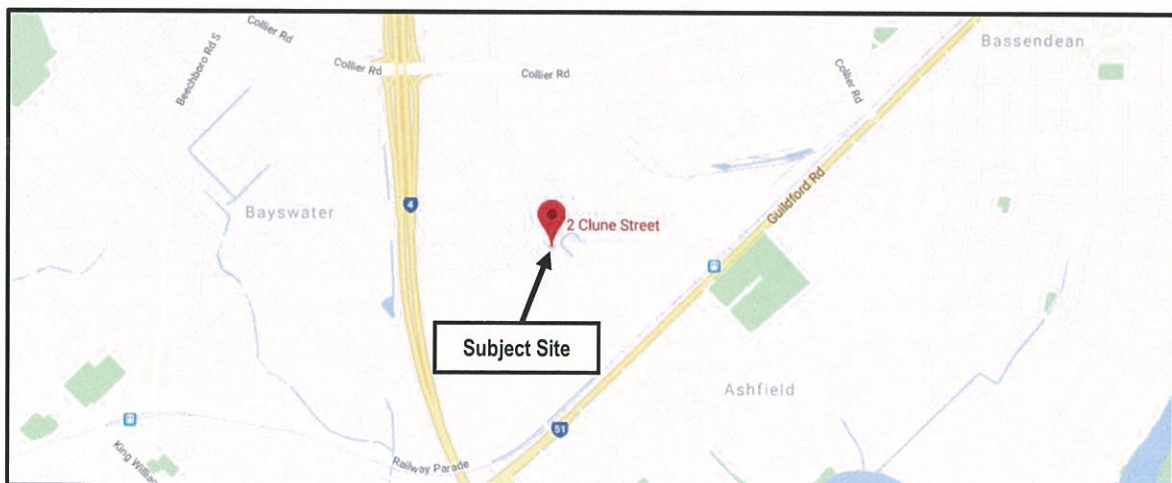 Collier Rd
Bassendean
Beechboro Rd S
Collier Rd
Collier Rd
Collier Rd
Guildford Rd
4
Bayswater
2 Clune Street
Subject Site
Ashfield
51
Railway Parade
King Willia